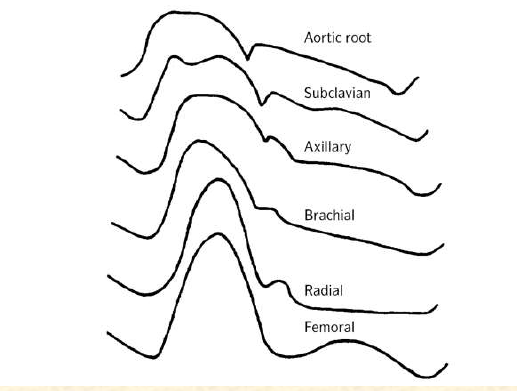 Aortic root
Subclavian
Axillary
Brachial
Radial
Femoral